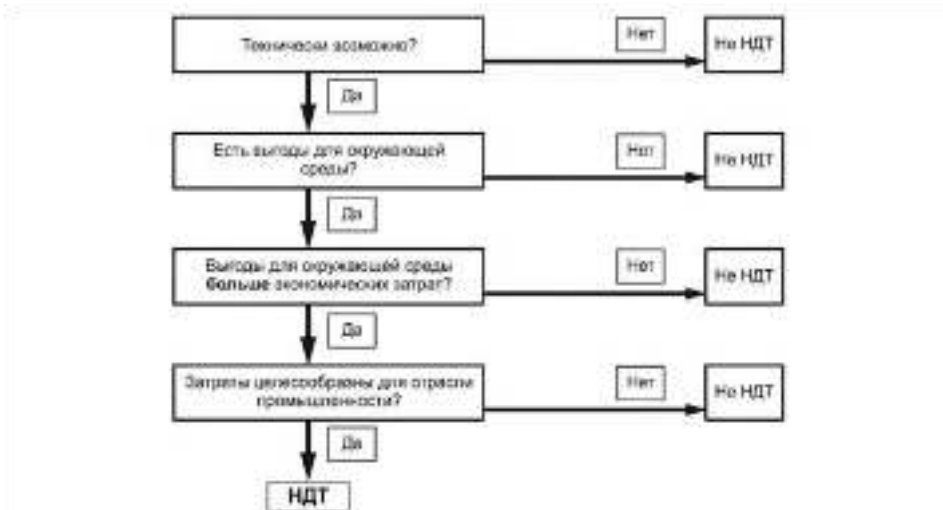 Технически возможно?
Нет
Не НДТ
Да
Есть выгоды для окружающей
среды?
Нет
Не НДТ
Да
Выгоды для окружающей среды
больше экономических затрат?
Нет
Не НДТ
Да
Затраты целесообразны для отрасли
промышленности?
Нет
Не НДТ
Да
НДТ